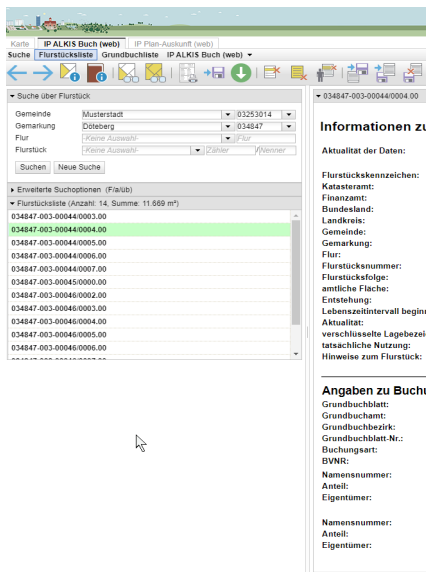 Karte IP ALKIS Buch (web) IP Plan-Auskunft (web)
Suche Flurstücksliste Grundbuchliste IP ALKIS Buch (web)
Suche über Flurstück
Gemeinde Musterstadt 03253014
Gemarkung Döteberg 034847
Flur -Keine Auswahl- Flur
Flurstück -Keine Auswahl- Zähler /Nenner
Suchen Neue Suche
Erweiterte Suchoptionen (F/a/üb)
Flurstücksliste (Anzahl: 14, Summe: 11.669 m²)
034847-003-00044/0003.00
034847-003-00044/0004.00
034847-003-00044/0005.00
034847-003-00044/0006.00
034847-003-00044/0007.00
034847-003-00045/0000.00
034847-003-00046/0002.00
034847-003-00046/0003.00
034847-003-00046/0004.00
034847-003-00046/0005.00
034847-003-00046/0006.00
034847-003-00044/0004.00
Informationen zu
Aktualität der Daten:
Flurstückskennzeichen:
Katasteramt:
Finanzamt:
Bundesland:
Landkreis:
Gemeinde:
Gemarkung:
Flur:
Flurstücksnummer:
Flurstücksfolge:
amtliche Fläche:
Entstehung:
Lebenszeitintervall beginn
Aktualität:
verschlüsselte Lagebezei
tatsächliche Nutzung:
Hinweise zum Flurstück:
Angaben zu Buchu
Grundbuchblatt:
Grundbuchamt:
Grundbuchbezirk:
Grundbuchblatt-Nr.:
Buchungsart:
BVNR:
Namensnummer:
Anteil:
Eigentümer:
Namensnummer:
Anteil:
Eigentümer: